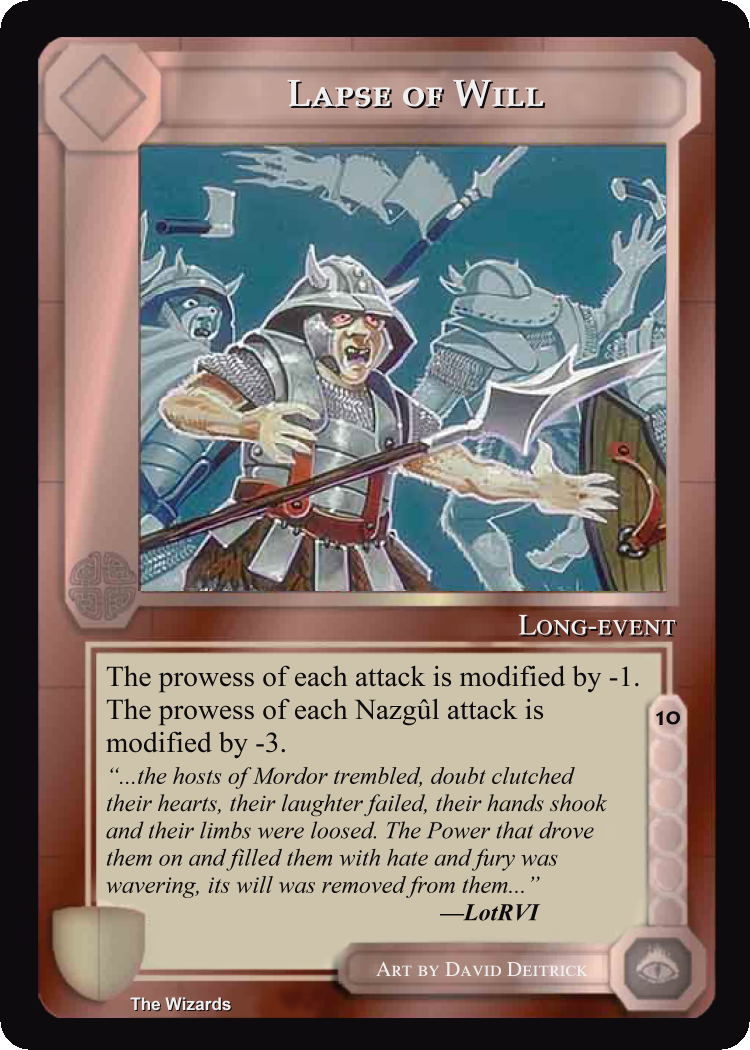 Lapse of Will
Long-event
The prowess of each attack is modified by -1.
The prowess of each Nazgûl attack is
modified by -3.
10
“...the hosts of Mordor trembled, doubt clutched
their hearts, their laughter failed, their hands shook
and their limbs were loosed. The Power that drove
them on and filled them with hate and fury was
wavering, its will was removed from them...”
—LotRVI
Art by David Deitrick
The Wizards